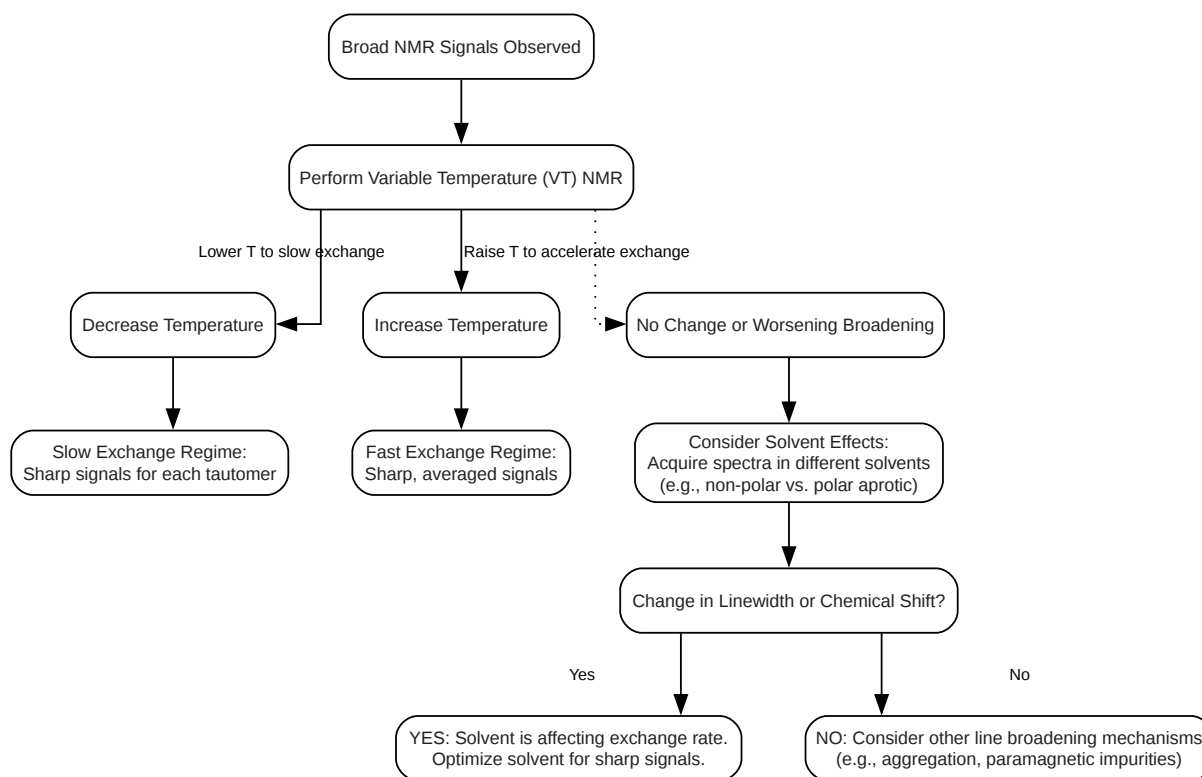 Broad NMR Signals Observed
Perform Variable Temperature (VT) NMR
Lower T to slow exchange
Raise T to accelerate exchange
Decrease Temperature
Increase Temperature
No Change or Worsening Broadening
Slow Exchange Regime:
Sharp signals for each tautomer
Fast Exchange Regime:
Sharp, averaged signals
Consider Solvent Effects:
Acquire spectra in different solvents
(e.g., non-polar vs. polar aprotic)
Change in Linewidth or Chemical Shift?
Yes
No
YES: Solvent is affecting exchange rate.
Optimize solvent for sharp signals.
NO: Consider other line broadening mechanisms
(e.g., aggregation, paramagnetic impurities)